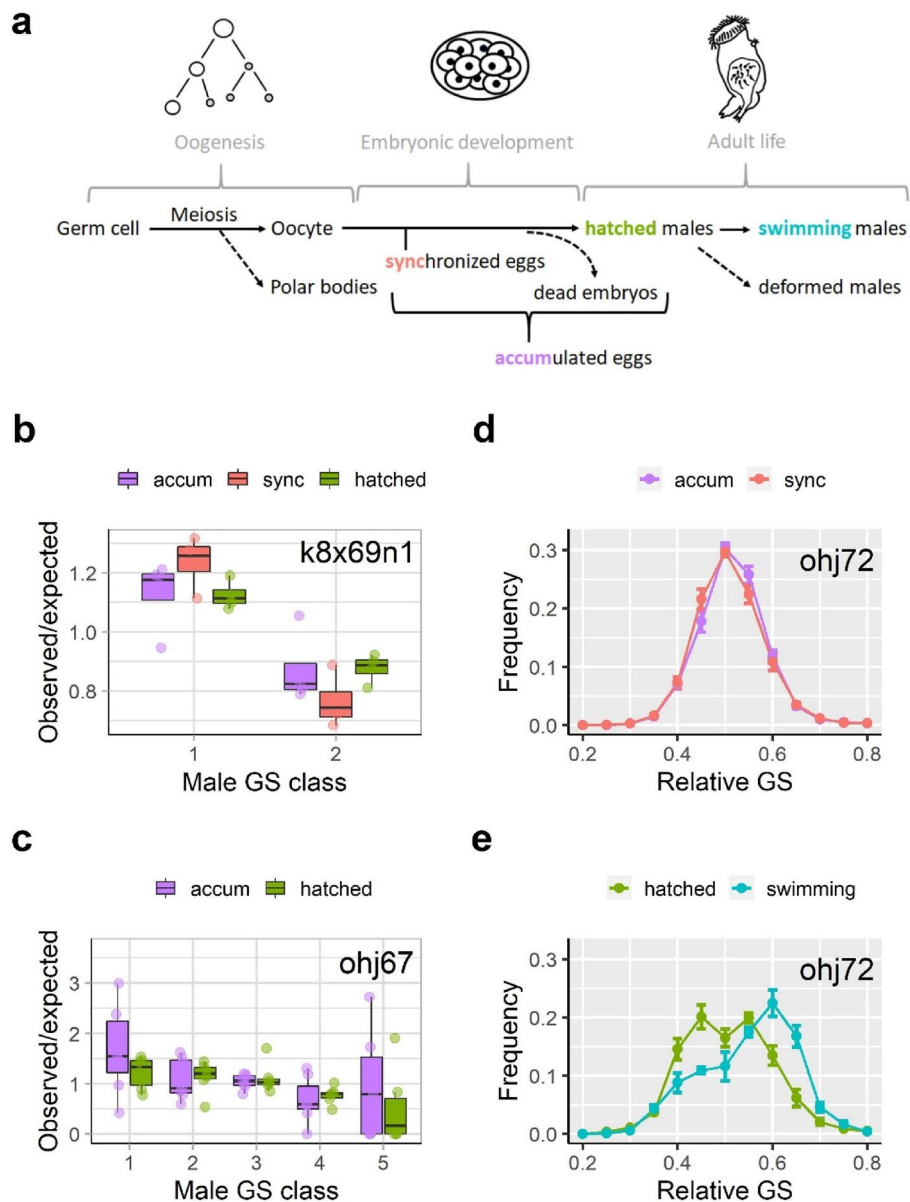 a
Oogenesis
Embryonic development
Adult life
Germ cell
Meiosis
Oocyte
hatched males
swimming males
synchronized eggs
Polar bodies
dead embryos
deformed males
accumulated eggs
b
accum
sync
hatched
k8x69n1
Observed/expected
1.2
1.0
0.8
1
2
Male GS class
d
accum
sync
ohj72
Frequency
0.3
0.2
0.1
0.0
0.2
0.4
0.6
0.8
Relative GS
c
accum
hatched
ohj67
Observed/expected
3
2
1
0
1
2
3
4
5
Male GS class
e
hatched
swimming
ohj72
Frequency
0.3
0.2
0.1
0.0
0.2
0.4
0.6
0.8
Relative GS